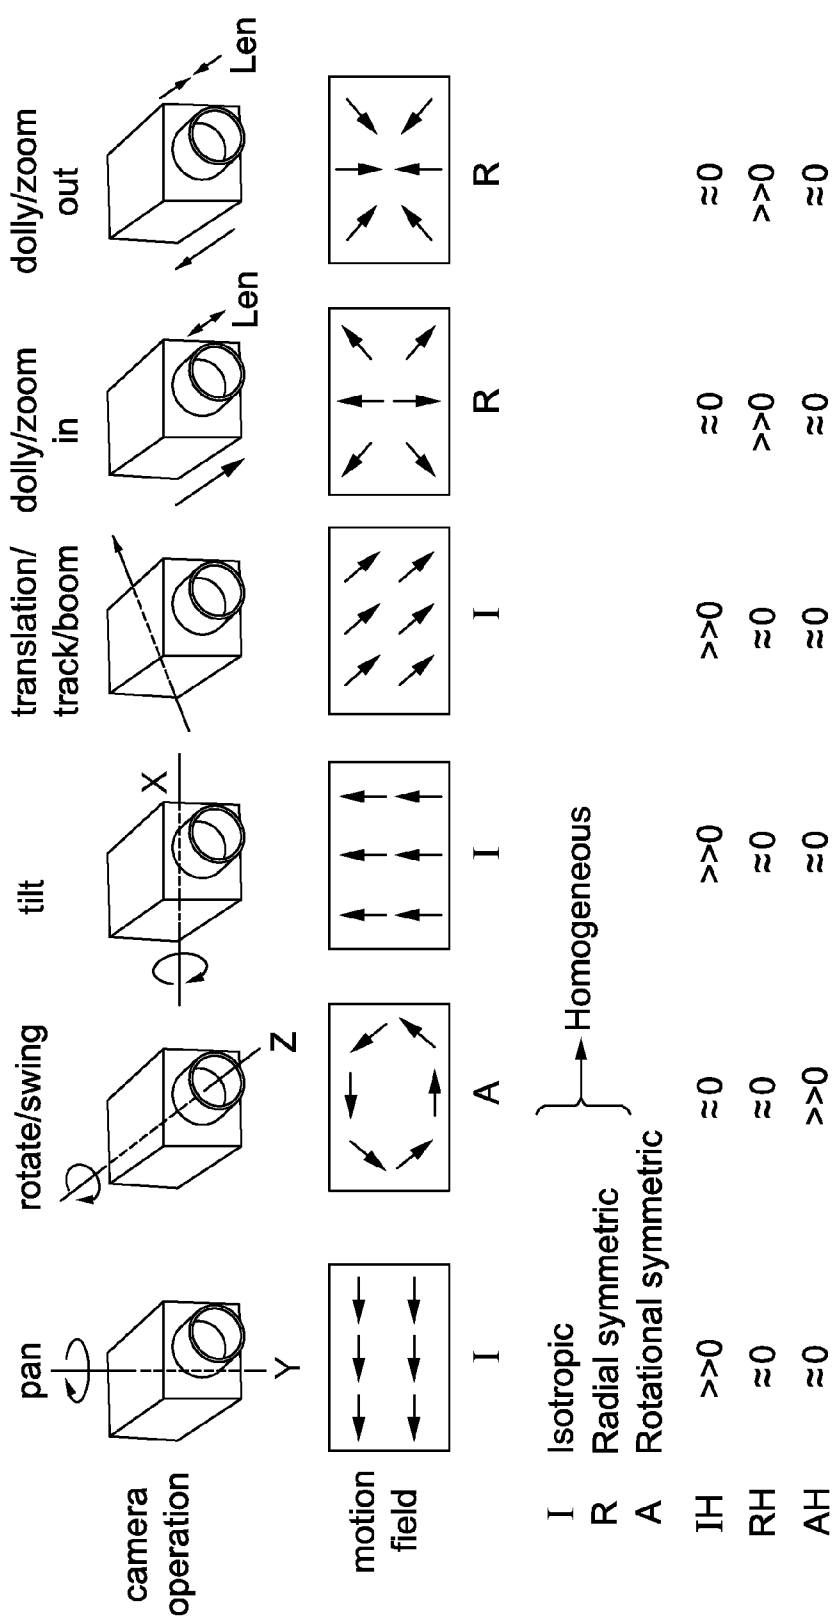 camera operation
pan
rotate/swing
tilt
translation/
track/boom
dolly/zoom
in
dolly/zoom
out
Y
Z
X
Len
Len
motion
field
I
A
I
I
R
R
I Isotropic
R Radial symmetric
A Rotational symmetric
Homogeneous
IH >>0 ≈0 >>0 >>0 ≈0 ≈0
RH ≈0 ≈0 ≈0 ≈0 >>0 >>0
AH ≈0 >>0 ≈0 ≈0 ≈0 ≈0